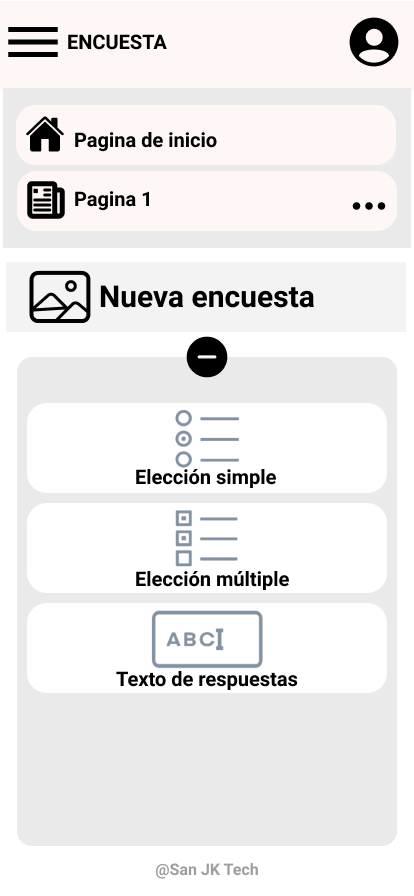 ENCUESTA
Pagina de inicio
Pagina 1
Nueva encuesta
Elección simple
Elección múltiple
ABC
Texto de respuestas
@San JK Tech